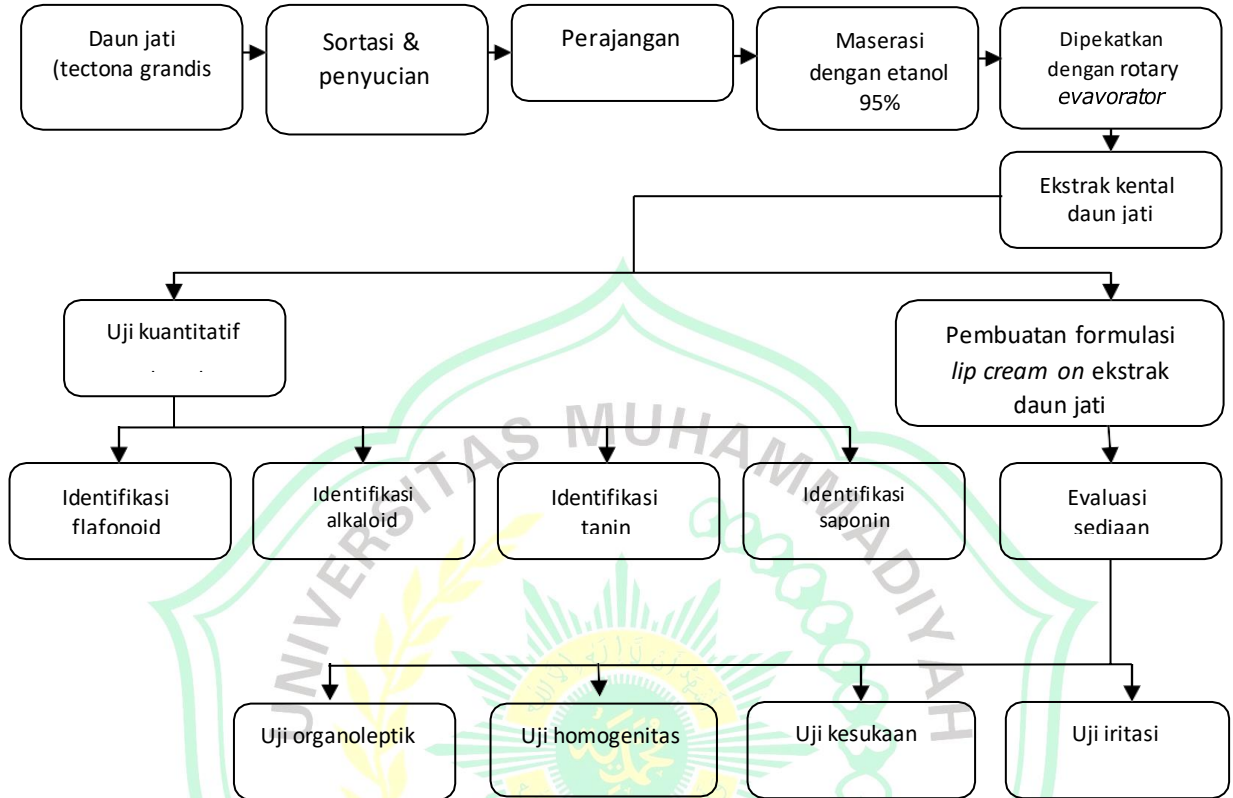 Daun jati
(tectona grandis
Sortasi &
penyucian
Perajangan
Maserasi
dengan etanol
95%
Dipekatkan
dengan rotary
evavorator
Ekstrak kental
daun jati
Uji kuantitatif
Pembuatan formulasi
lip cream on ekstrak
daun jati
Identifikasi
flafonoid
Identifikasi
alkaloid
Identifikasi
tanin
Identifikasi
saponin
Evaluasi
sediaan
Uji organoleptik
Uji homogenitas
Uji kesukaan
Uji iritasi
UNIVERSITAS MUHAMMADIYAH